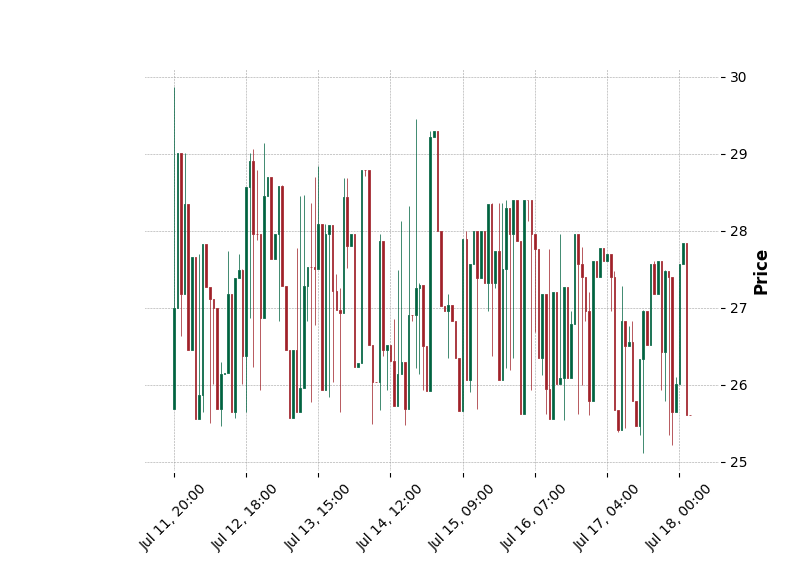 30
29
28
27
26
25
Price
Jul 11, 20:00
Jul 12, 18:00
Jul 13, 15:00
Jul 14, 12:00
Jul 15, 09:00
Jul 16, 07:00
Jul 17, 04:00
Jul 18, 00:00